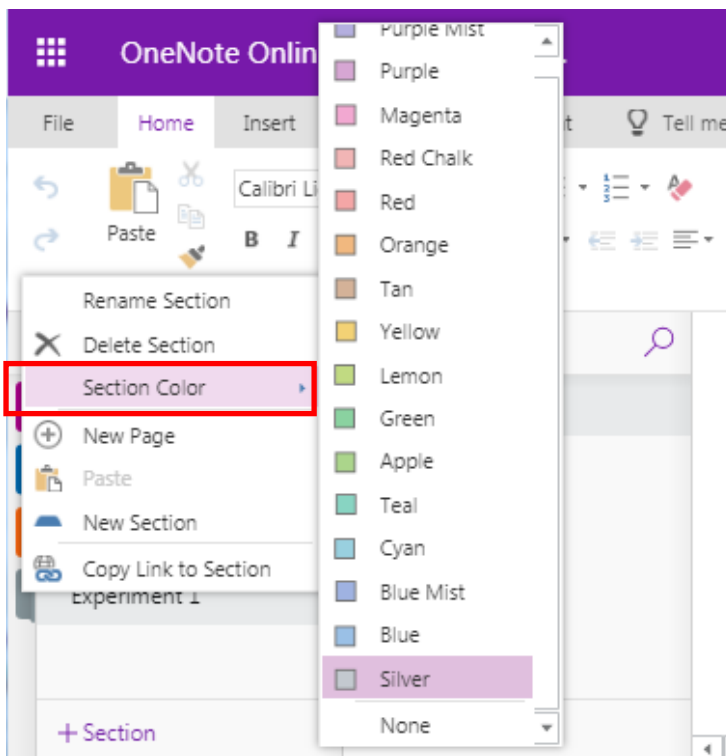 OneNote Onlin
File
Home
Insert
t
Tell me
Paste
Calibri Li
B I
Rename Section
Delete Section
Section Color
New Page
Paste
New Section
Copy Link to Section
Experiment 1
+ Section
Purple Mist
Purple
Magenta
Red Chalk
Red
Orange
Tan
Yellow
Lemon
Green
Apple
Teal
Cyan
Blue Mist
Blue
Silver
None